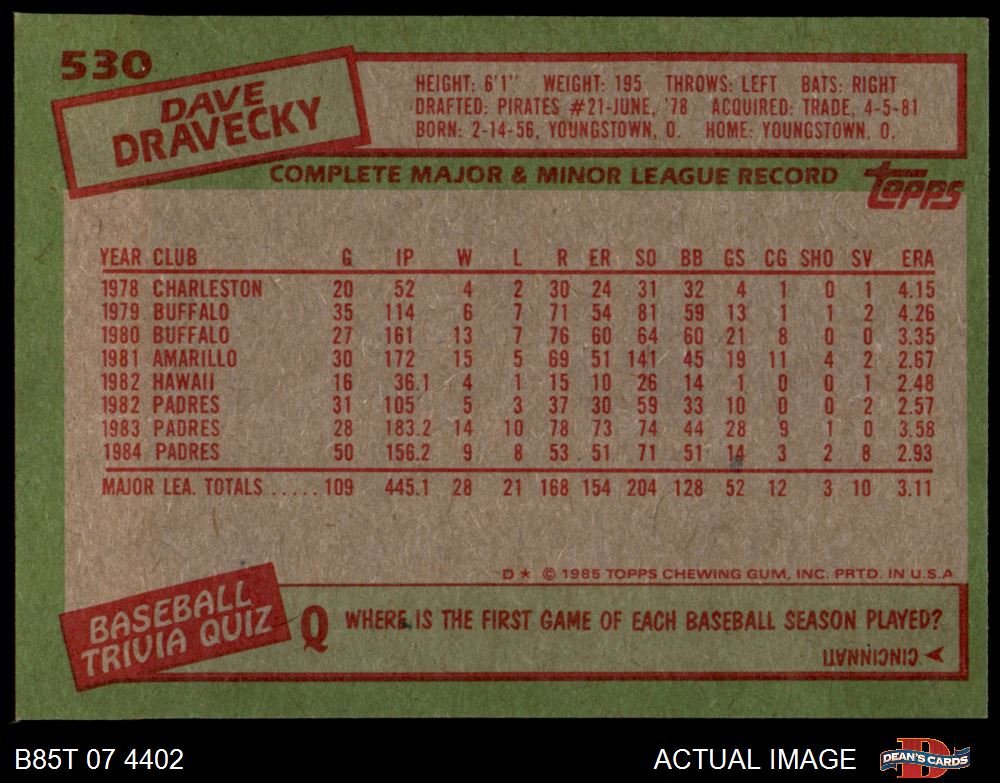 530
DAVE
DRAVECKY
HEIGHT: 6'1" WEIGHT: 195 THROWS: LEFT BATS: RIGHT
DRAFTED: PIRATES #21-JUNE, '78 ACQUIRED: TRADE, 4-5-81
BORN: 2-14-56, YOUNGSTOWN, O. HOME: YOUNGSTOWN, O.
COMPLETE MAJOR & MINOR LEAGUE RECORD
topps
YEAR CLUB G IP W L R ER SO BB GS CG SHO SV ERA
1978 CHARLESTON 20 52 4 2 30 24 31 32 4 1 0 1 4.15
1979 BUFFALO 35 114 6 7 71 54 81 59 13 1 1 2 4.26
1980 BUFFALO 27 161 13 7 76 60 64 60 21 8 0 0 3.35
1981 AMARILLO 30 172 15 5 69 51 141 45 19 11 4 2 2.67
1982 HAWAII 16 36.1 4 1 15 10 26 14 1 0 0 1 2.48
1982 PADRES 31 105 5 3 37 30 59 33 10 0 0 2 2.57
1983 PADRES 28 183.2 14 10 78 73 74 44 28 9 1 0 3.58
1984 PADRES 50 156.2 9 8 53 51 71 51 14 3 2 8 2.93
MAJOR LEA. TOTALS ..... 109 445.1 28 21 168 154 204 128 52 12 3 10 3.11
D ★ © 1985 TOPPS CHEWING GUM, INC. PRTD. IN U.S.A
BASEBALL
TRIVIA QUIZ
Q WHERE IS THE FIRST GAME OF EACH BASEBALL SEASON PLAYED?
CINCINNATI
B85T 07 4402
ACTUAL IMAGE
DEAN'S CARDS